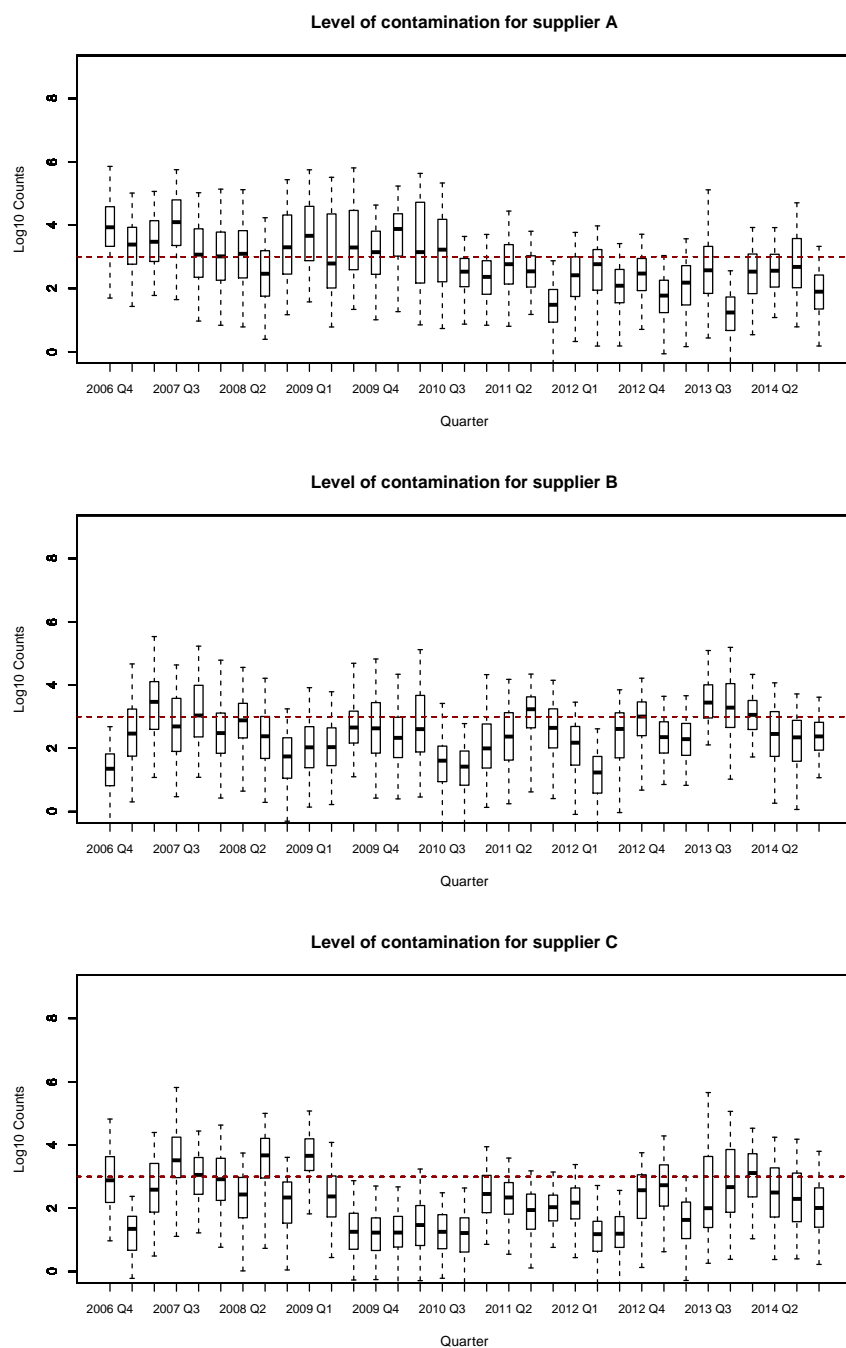 Level of contamination for supplier A
8
6
4
2
0
Log10 Counts
2006 Q4 2007 Q3 2008 Q2 2009 Q1 2009 Q4 2010 Q3 2011 Q2 2012 Q1 2012 Q4 2013 Q3 2014 Q2
Quarter
Level of contamination for supplier B
8
6
4
2
0
Log10 Counts
2006 Q4 2007 Q3 2008 Q2 2009 Q1 2009 Q4 2010 Q3 2011 Q2 2012 Q1 2012 Q4 2013 Q3 2014 Q2
Quarter
Level of contamination for supplier C
8
6
4
2
0
Log10 Counts
2006 Q4 2007 Q3 2008 Q2 2009 Q1 2009 Q4 2010 Q3 2011 Q2 2012 Q1 2012 Q4 2013 Q3 2014 Q2
Quarter